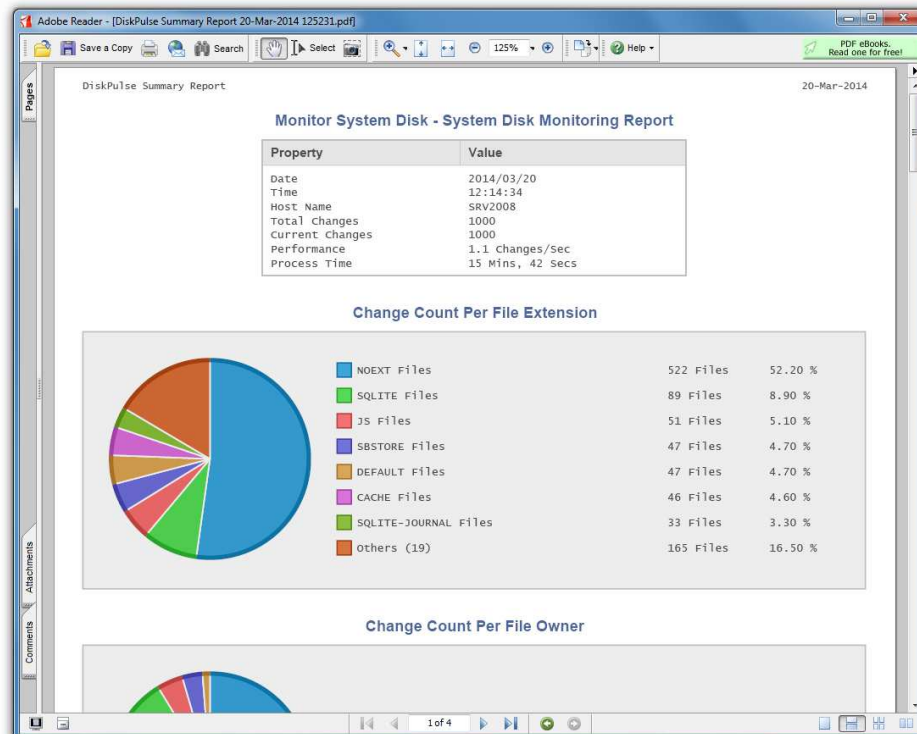 Adobe Reader - [DiskPulse Summary Report 20-Mar-2014 125231.pdf]
Save a Copy Search Select 125% Help PDF eBooks.
Read one for free!
Pages
Attachments
Comments
DiskPulse Summary Report 20-Mar-2014
Monitor System Disk - System Disk Monitoring Report
Property Value
Date 2014/03/20
Time 12:14:34
Host Name SRV2008
Total Changes 1000
Current Changes 1000
Performance 1.1 Changes/Sec
Process Time 15 Mins, 42 Secs
Change Count Per File Extension
NOEXT Files 522 Files 52.20 %
SQLITE Files 89 Files 8.90 %
JS Files 51 Files 5.10 %
SBSTORE Files 47 Files 4.70 %
DEFAULT Files 47 Files 4.70 %
CACHE Files 46 Files 4.60 %
SQLITE-JOURNAL Files 33 Files 3.30 %
Others (19) 165 Files 16.50 %
Change Count Per File Owner
1 of 4